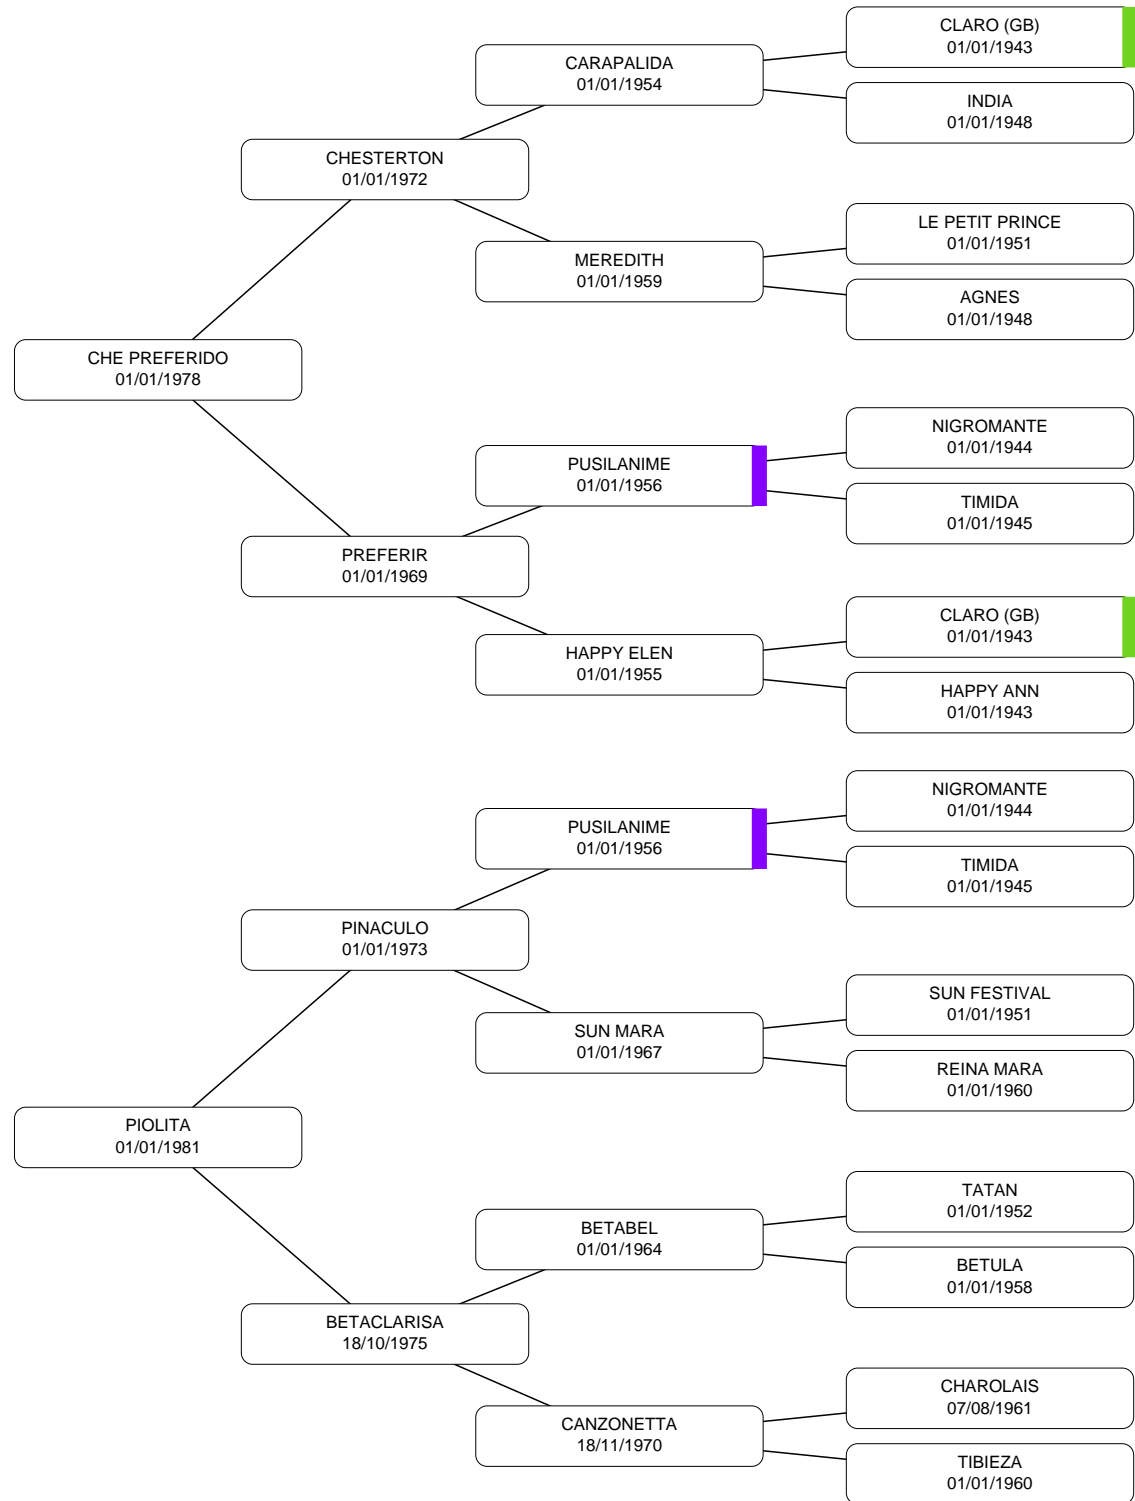 CLARO (GB)
01/01/1943
CARAPALIDA
01/01/1954
INDIA
01/01/1948
CHESTERTON
01/01/1972
LE PETIT PRINCE
01/01/1951
MEREDITH
01/01/1959
AGNES
01/01/1948
CHE PREFERIDO
01/01/1978
NIGROMANTE
01/01/1944
PUSILANIME
01/01/1956
TIMIDA
01/01/1945
PREFERIR
01/01/1969
CLARO (GB)
01/01/1943
HAPPY ELEN
01/01/1955
HAPPY ANN
01/01/1943
NIGROMANTE
01/01/1944
PUSILANIME
01/01/1956
TIMIDA
01/01/1945
PINACULO
01/01/1973
SUN FESTIVAL
01/01/1951
SUN MARA
01/01/1967
REINA MARA
01/01/1960
PIOLITA
01/01/1981
TATAN
01/01/1952
BETABEL
01/01/1964
BETULA
01/01/1958
BETACLARISA
18/10/1975
CHAROLAIS
07/08/1961
CANZONETTA
18/11/1970
TIBIEZA
01/01/1960